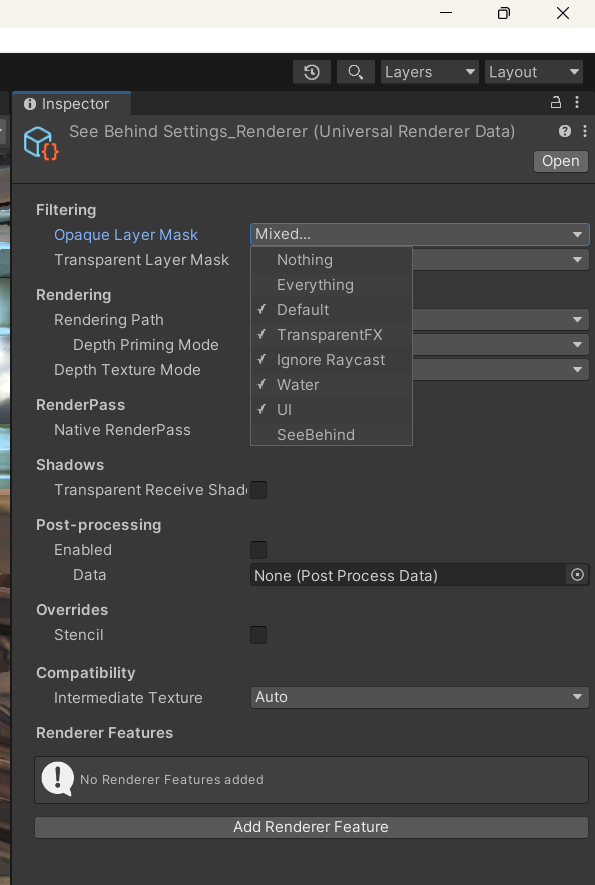 Layers
Layout
Inspector
See Behind Settings_Renderer (Universal Renderer Data)
Open
Filtering
Opaque Layer Mask
Mixed...
Transparent Layer Mask
Nothing
Everything
Rendering
Default
Rendering Path
TransparentFX
Depth Priming Mode
Ignore Raycast
Depth Texture Mode
Water
RenderPass
UI
Native RenderPass
SeeBehind
Shadows
Transparent Receive Shad
Post-processing
Enabled
Data
None (Post Process Data)
Overrides
Stencil
Compatibility
Intermediate Texture
Auto
Renderer Features
No Renderer Features added
Add Renderer Feature